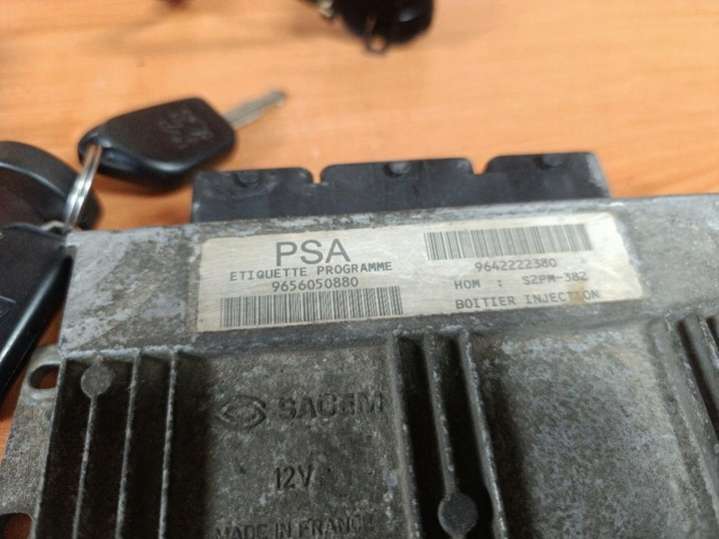 PSA
ETIQUETTE PROGRAMME
9656050880
9642222380
HOM : S2PM-382
BOITIER INJECTION
SAGEM
12V
MADE IN FRANCE